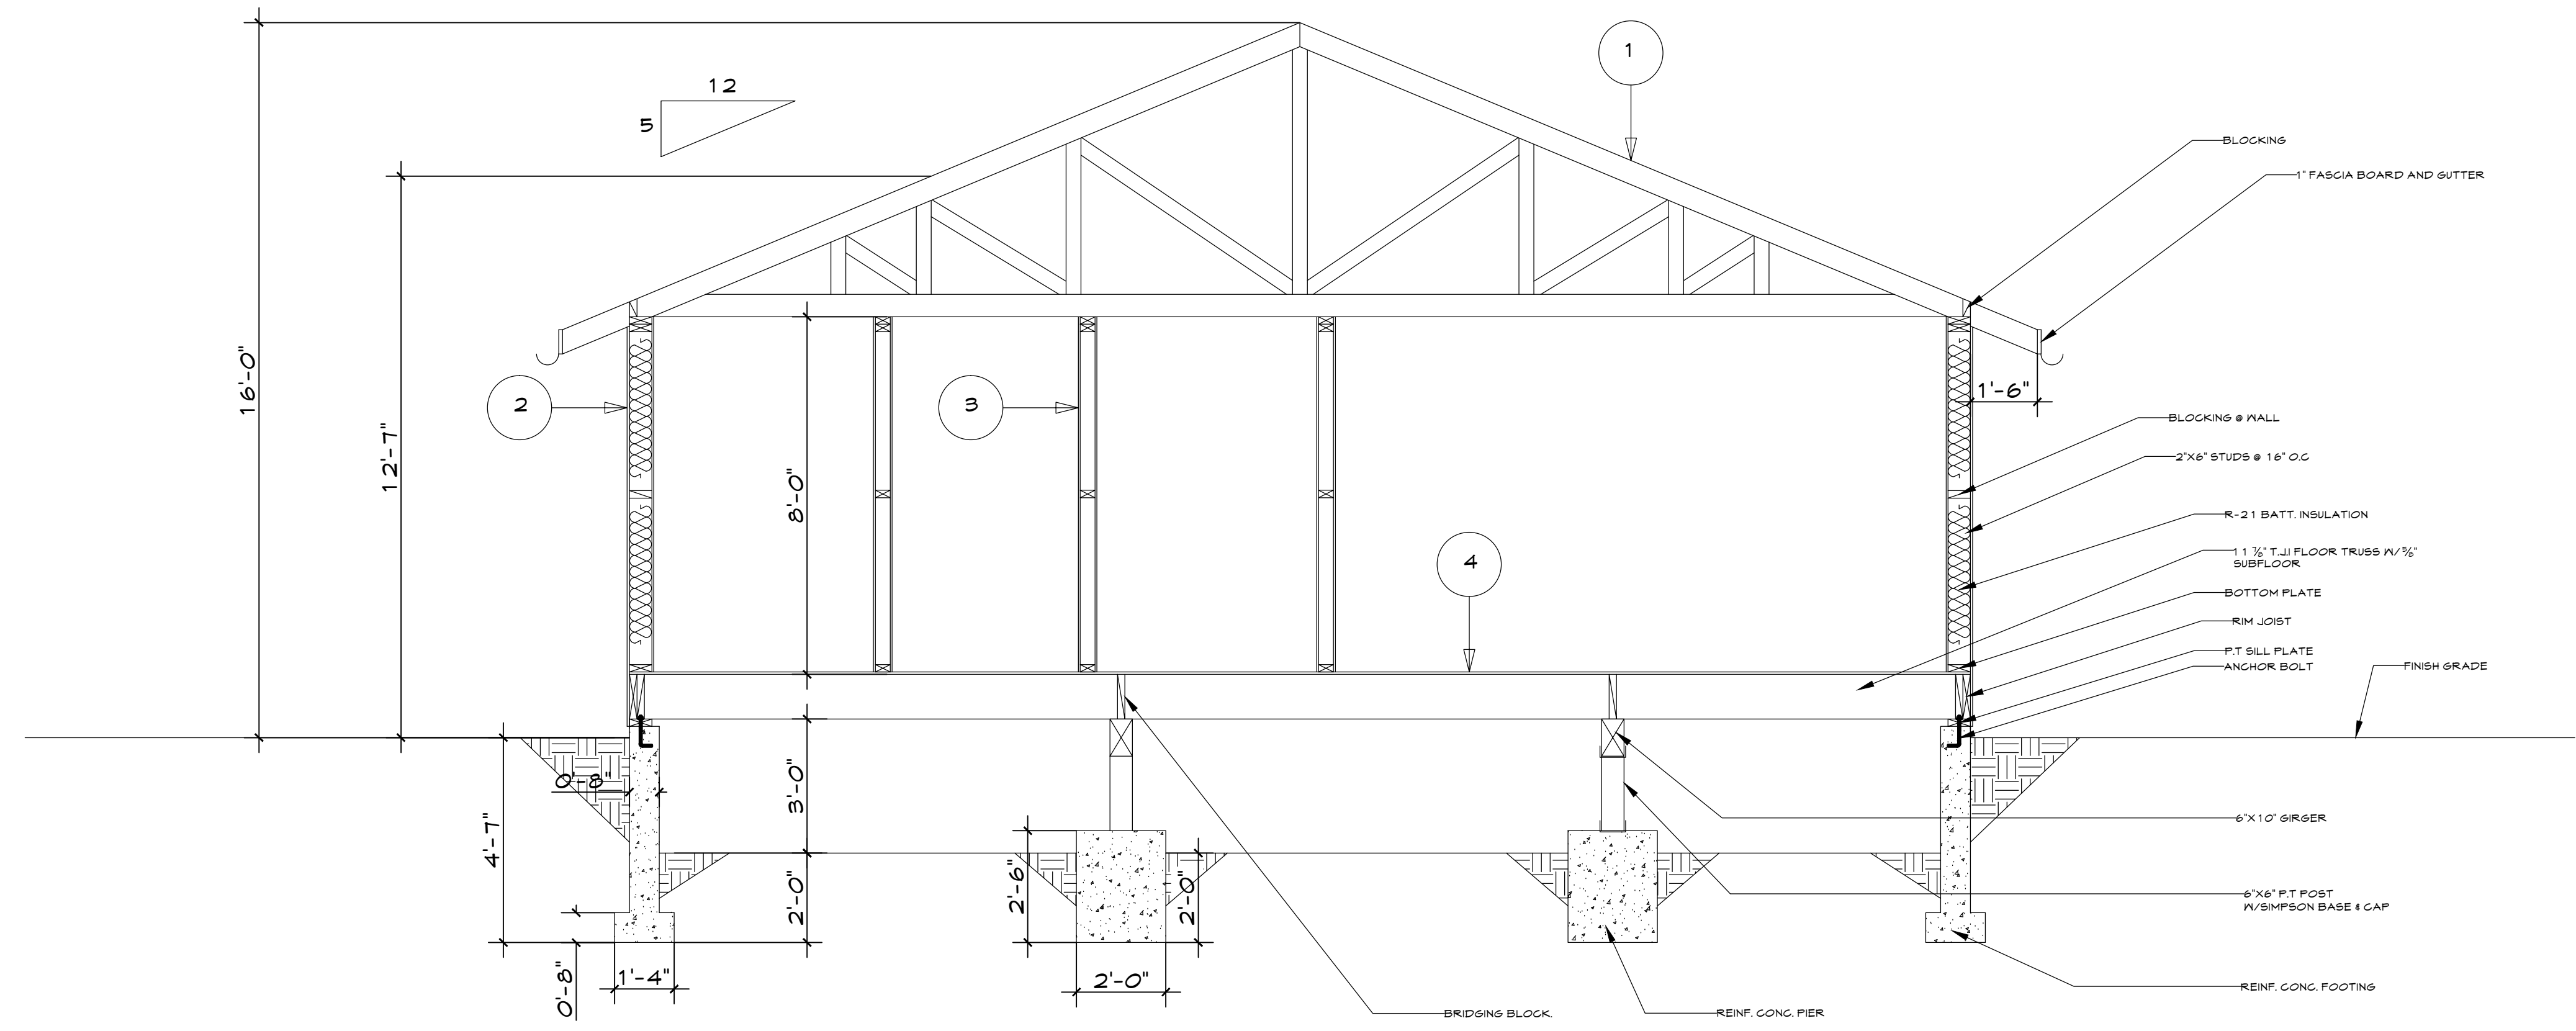 1
12
5
BLOCKING
1" FASCIA BOARD AND GUTTER
16'-0"
12'-7"
2
3
1'-6"
BLOCKING @ WALL
2"X6" STUDS @ 16" O.C
8'-0"
R-21 BATT. INSULATION
4
11 ⅞" T.J.I FLOOR TRUSS W/ ⅝"
SUBFLOOR
BOTTOM PLATE
RIM JOIST
P.T SILL PLATE
ANCHOR BOLT
FINISH GRADE
0'-8"
3'-0"
4'-7"
6"X10" GIRGER
2'-6"
2'-0"
2'-0"
6"X6" P.T POST
W/SIMPSON BASE & CAP
0'-8"
1'-4"
2'-0"
REINF. CONC. FOOTING
BRIDGING BLOCK.
REINF. CONC. PIER